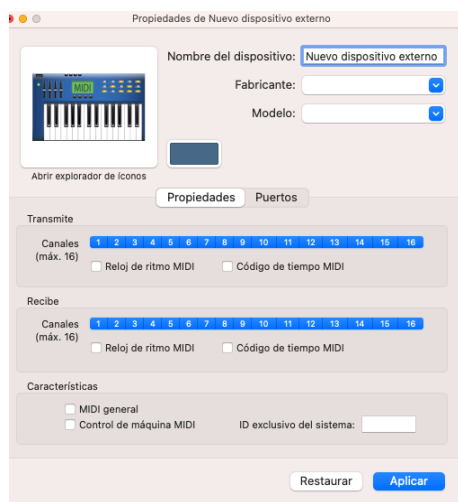 Propiedades de Nuevo dispositivo externo
MIDI
Abrir explorador de íconos
Nombre del dispositivo: Nuevo dispositivo externo
Fabricante:
Modelo:
Propiedades Puertos
Transmite
Canales 1 2 3 4 5 6 7 8 9 10 11 12 13 14 15 16
(máx. 16)
Reloj de ritmo MIDI Código de tiempo MIDI
Recibe
Canales 1 2 3 4 5 6 7 8 9 10 11 12 13 14 15 16
(máx. 16)
Reloj de ritmo MIDI Código de tiempo MIDI
Características
MIDI general
Control de máquina MIDI ID exclusivo del sistema:
Restaurar Aplicar